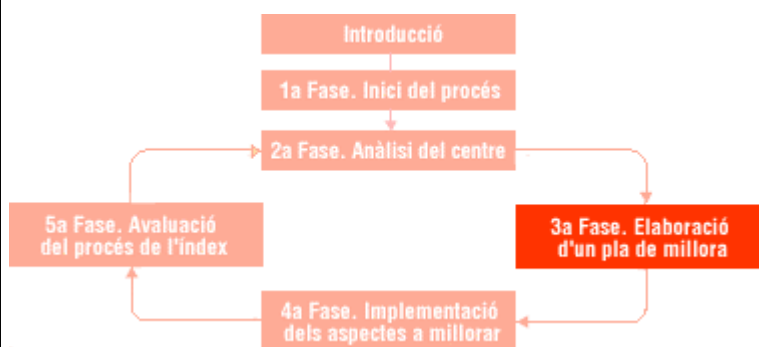 Introducció
1a Fase. Inici del procés
2a Fase. Anàlisi del centre
3a Fase. Elaboració
d'un pla de millora
4a Fase. Implementació
dels aspectes a millorar
5a Fase. Avaluació
del procés de l'índex